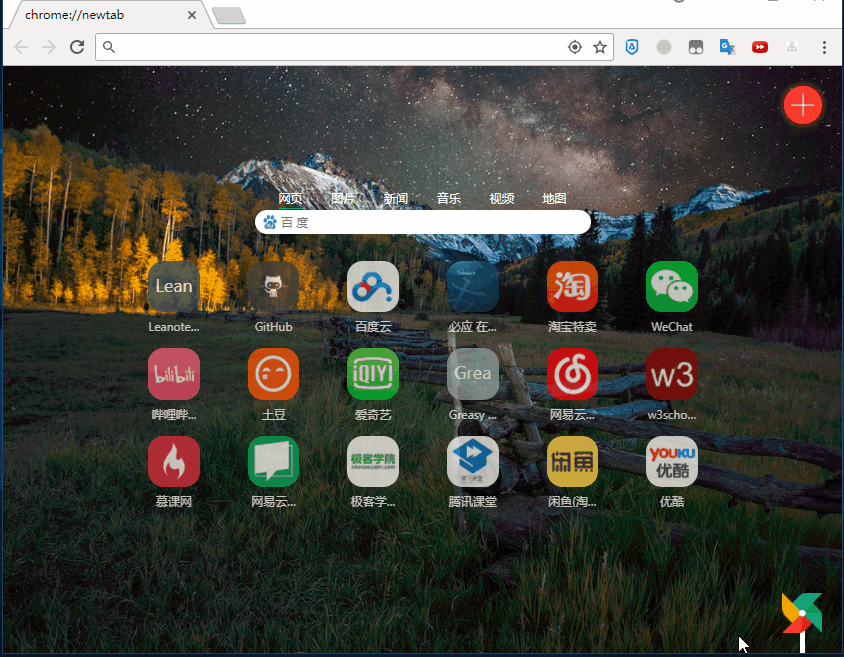 chrome://newtab
网页 图片 新闻 音乐 视频 地图
百度
Lean
Leanote... GitHub 百度云 必应 在... 淘宝特卖 WeChat
淘
bilibili iQIYI Grea w3
哔哩哔... 土豆 爱奇艺 Greasy ... 网易云... w3scho...
极客学院 闲鱼 YOUKU
优酷
慕课网 网易云... 极客学... 腾讯课堂 闲鱼(淘... 优酷